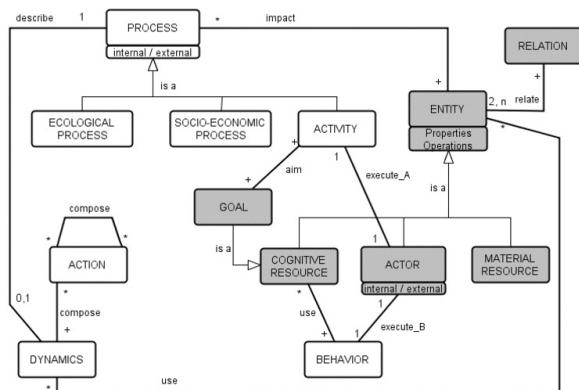 describe 1 PROCESS * impact
internal / external
RELATION
is a
+ +
ECOLOGICAL PROCESS
SOCIO-ECONOMIC PROCESS
ACTIVITY
ENTITY 2, n relate
Properties
Operations
*
+ 1
aim execute_A
+
is a
compose
GOAL
* *
is a
ACTION
COGNITIVE RESOURCE
1
ACTOR
internal / external
MATERIAL RESOURCE
*
compose
0,1
+
* use +
1 execute_B 1
DYNAMICS
BEHAVIOR
* use